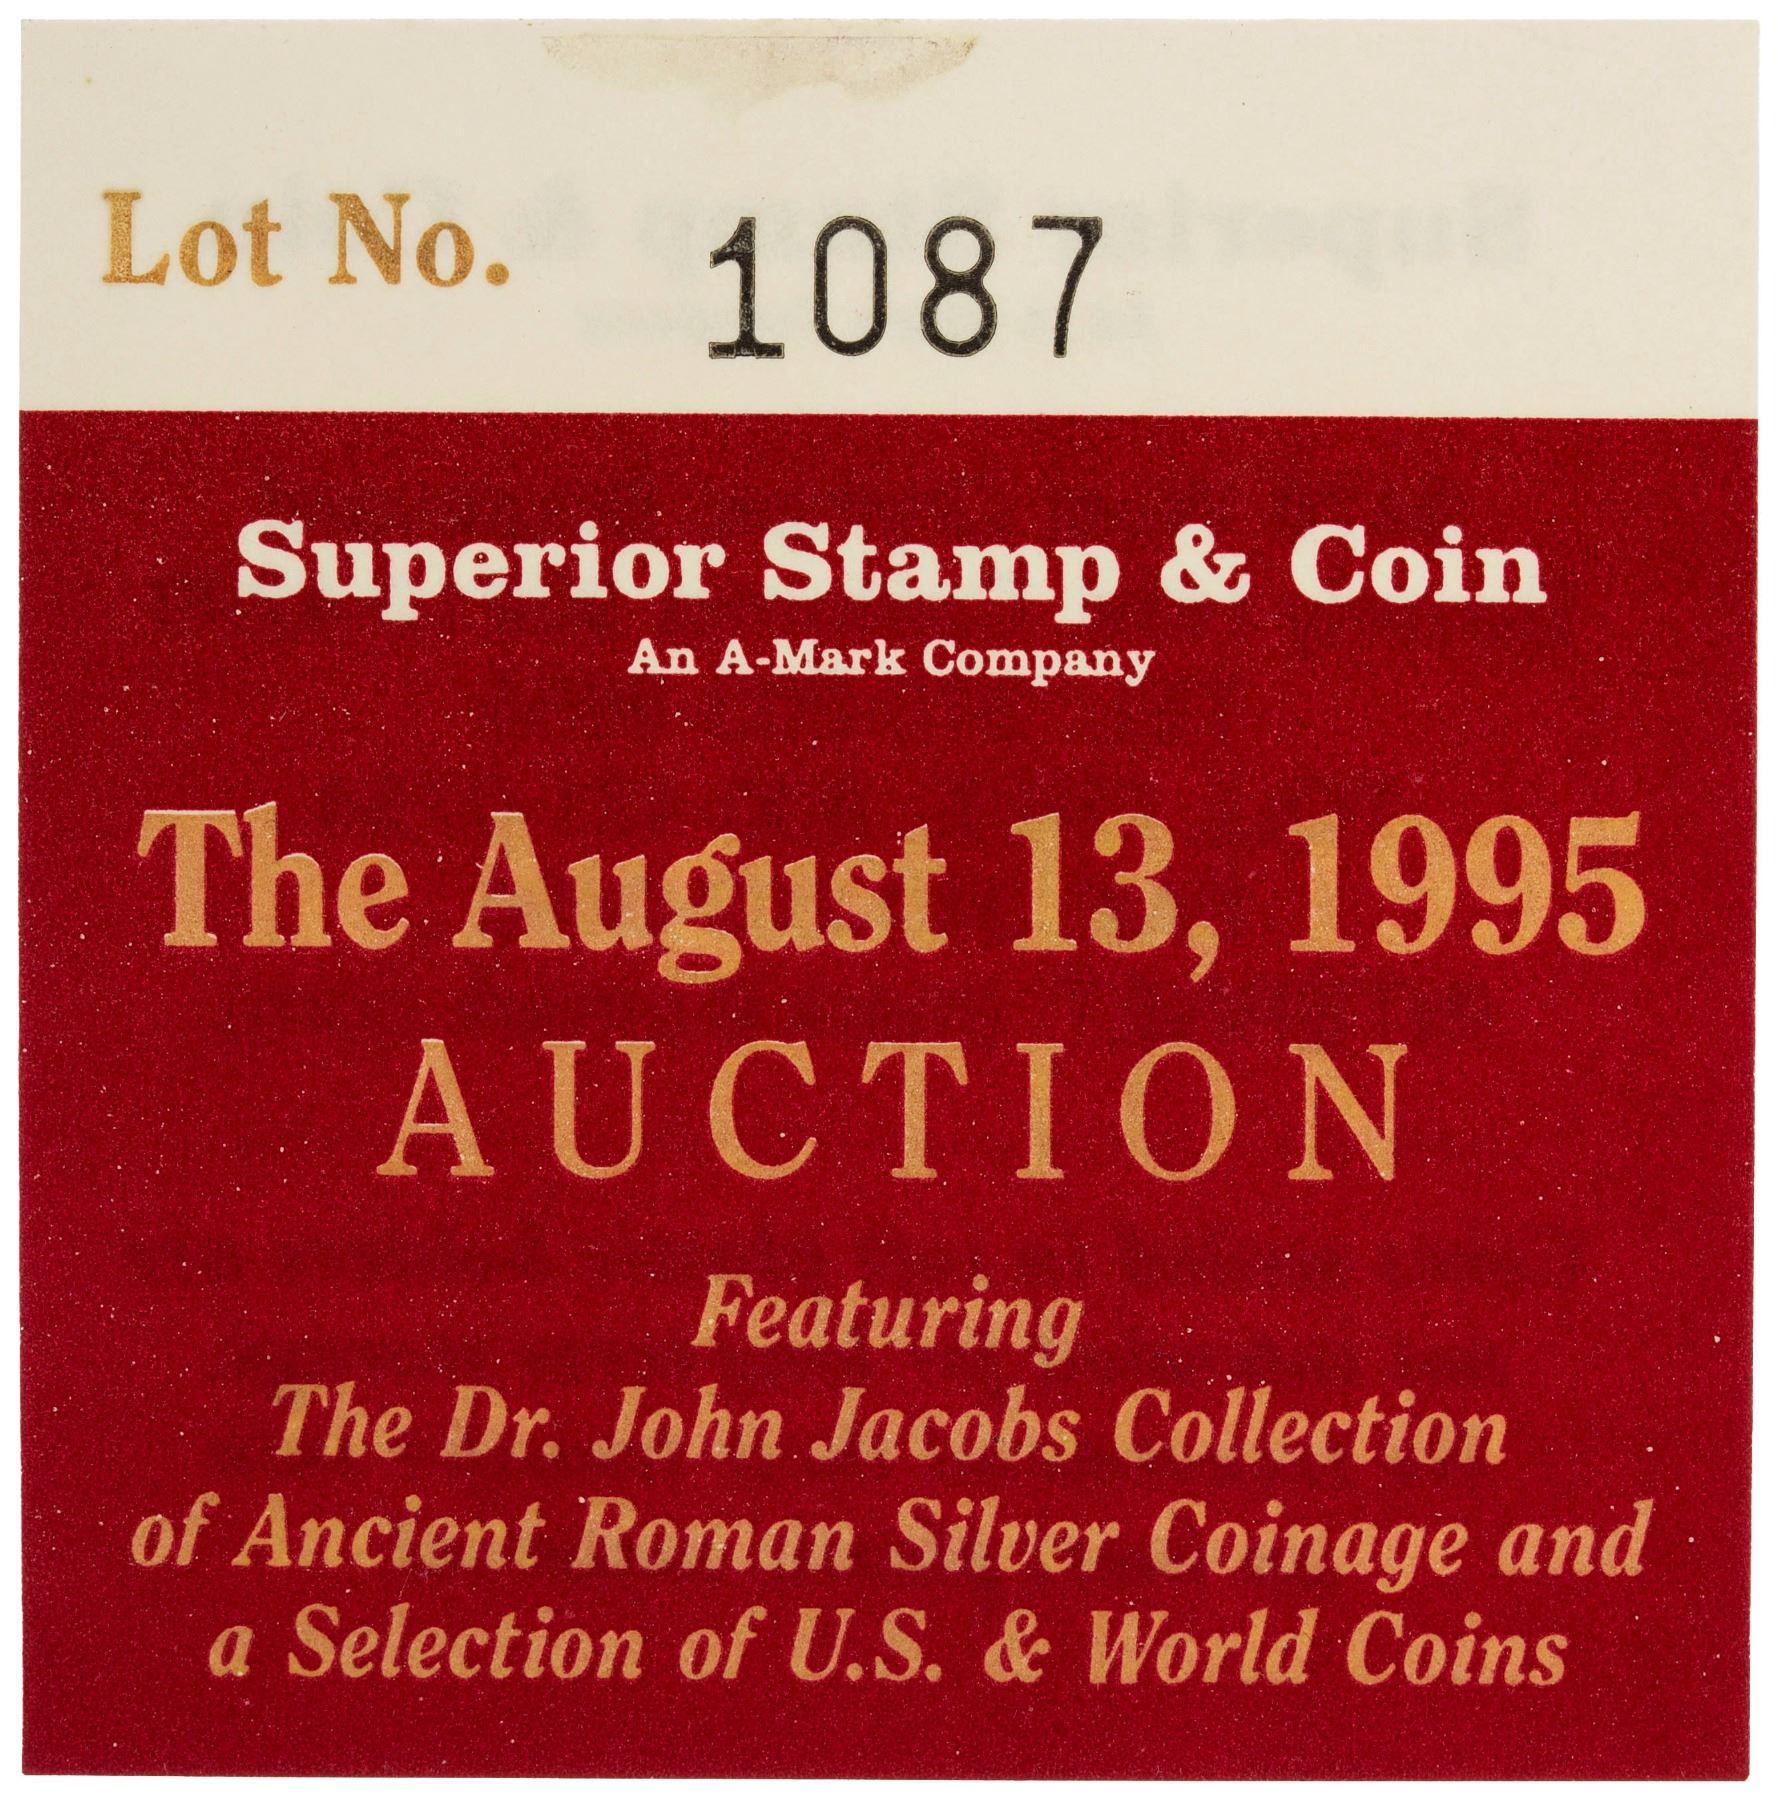 Lot No. 1087
Superior Stamp & Coin
An A-Mark Company
The August 13, 1995
AUCTION
Featuring
The Dr. John Jacobs Collection
of Ancient Roman Silver Coinage and
a Selection of U.S. & World Coins